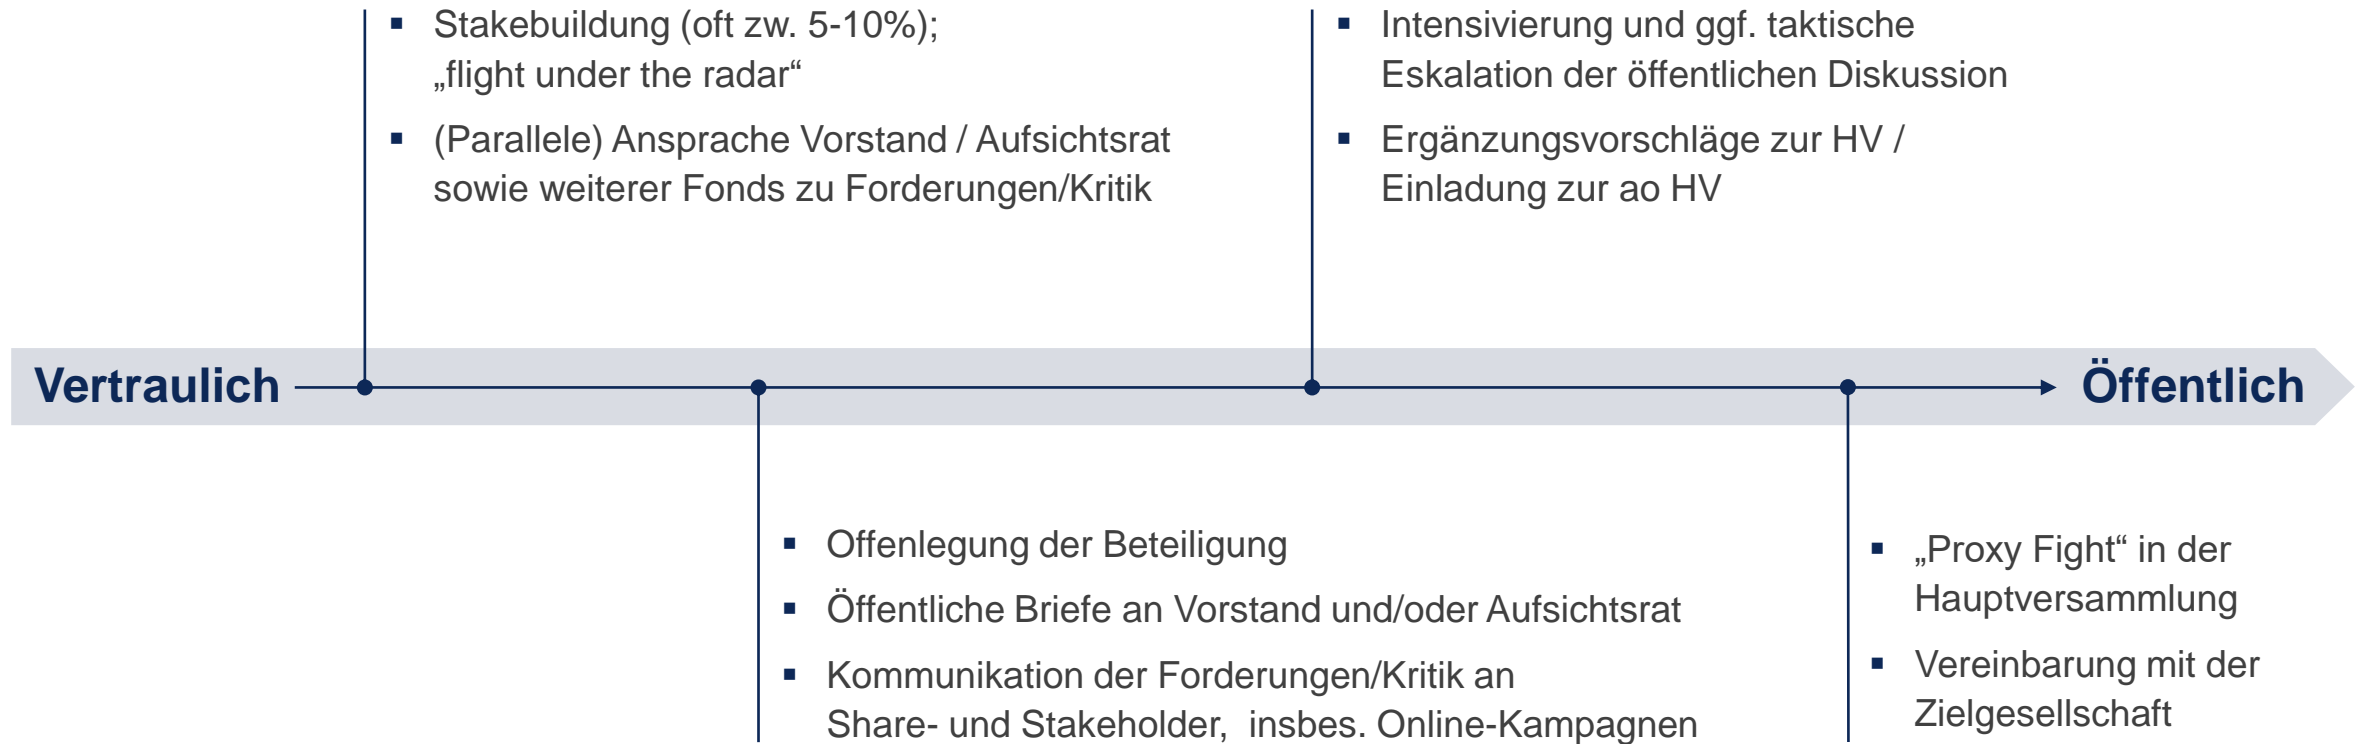 ▪ Stakebuildung (oft zw. 5-10%);
„flight under the radar“
▪ (Parallele) Ansprache Vorstand / Aufsichtsrat
sowie weiterer Fonds zu Forderungen/Kritik
▪ Intensivierung und ggf. taktische
Eskalation der öffentlichen Diskussion
▪ Ergänzungsvorschläge zur HV /
Einladung zur ao HV
Vertraulich
Öffentlich
▪ Offenlegung der Beteiligung
▪ Öffentliche Briefe an Vorstand und/oder Aufsichtsrat
▪ Kommunikation der Forderungen/Kritik an
Share- und Stakeholder, insbes. Online-Kampagnen
▪ „Proxy Fight“ in der
Hauptversammlung
▪ Vereinbarung mit der
Zielgesellschaft